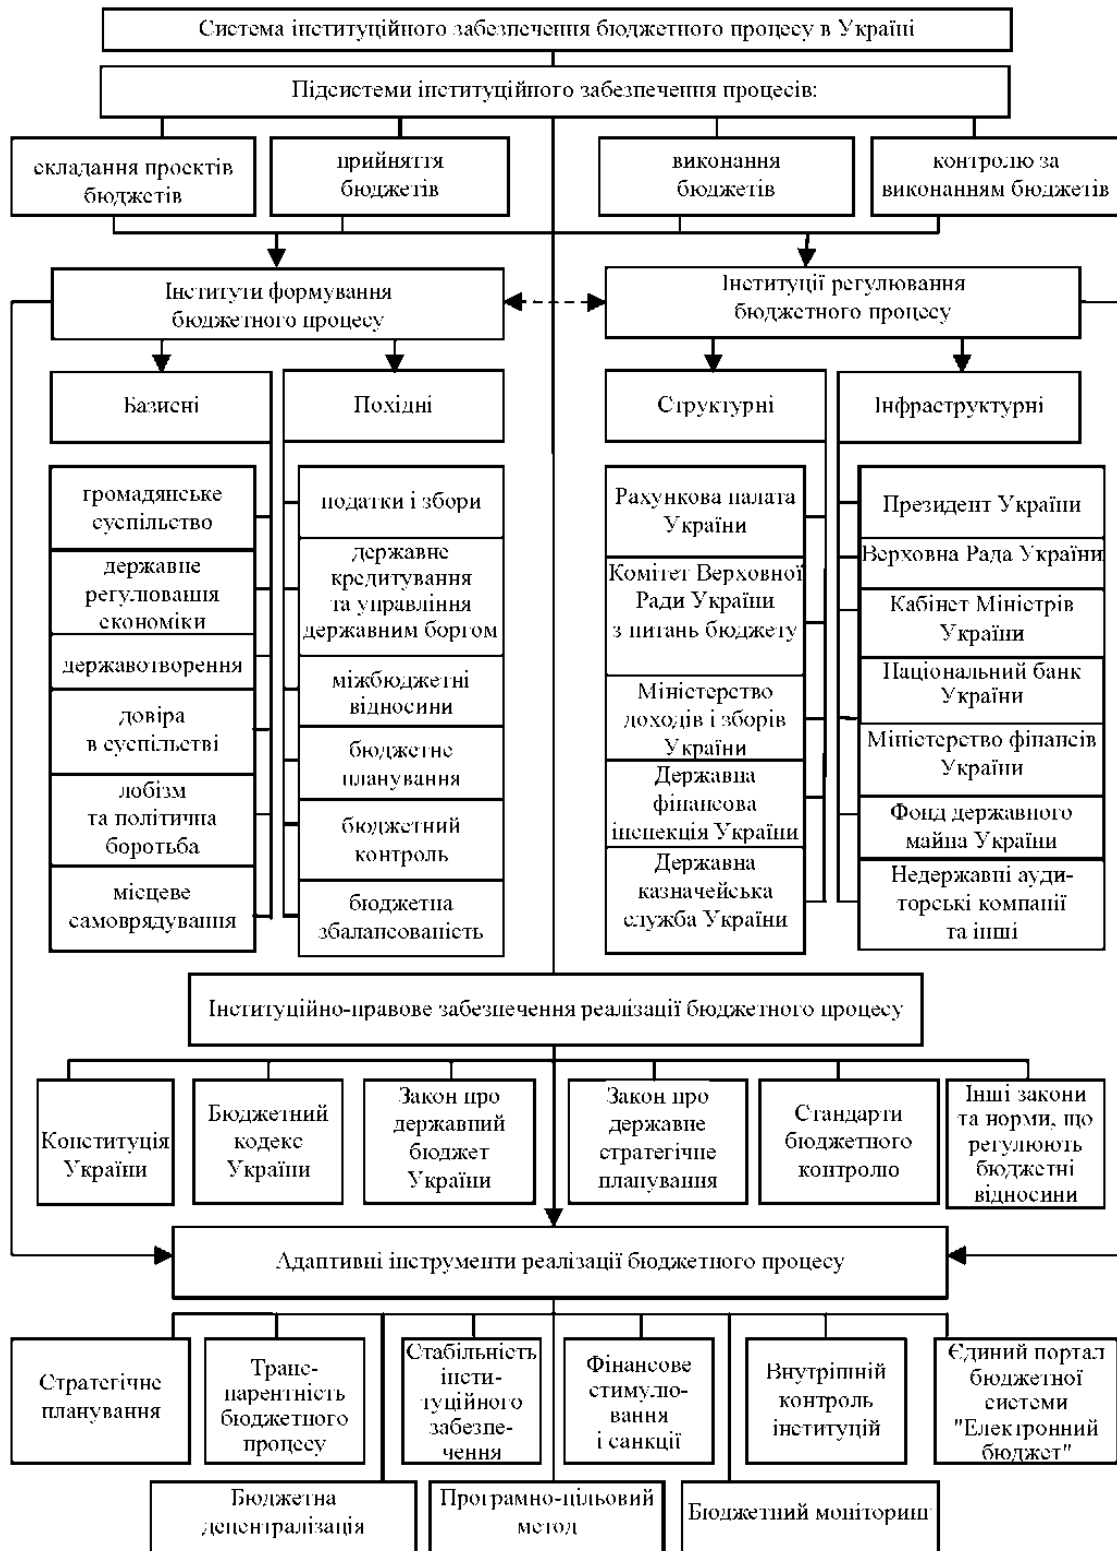 Система інституційного забезпечення бюджетного процесу в Україні
Підсистеми інституційного забезпечення процесів:
складання проєктів
бюджетів
прийняття
бюджетів
виконання
бюджетів
контролю за
виконанням бюджетів
Інститути формування
бюджетного процесу
Інституції регулювання
бюджетного процесу
Базисні
Похідні
Структурні
Інфраструктурні
громадянське
суспільство
державне
регулювання
економіки
державотворення
довіра
в суспільстві
лобізм
та політична
боротьба
місцеве
самоврядування
податки і збори
державне
кредитування
та управління
державним боргом
міжбюджетні
відносини
бюджетне
планування
бюджетний
контроль
бюджетна
збалансованість
Рахункова палата
України
Комітет Верховної
Ради України
з питань бюджету
Міністерство
доходів і зборів
України
Державна
фінансова
інспекція України
Державна
казначейська
служба України
Президент України
Верховна Рада України
Кабінет Міністрів
України
Національний банк
України
Міністерство фінансів
України
Фонд державного
майна України
Недержавні ауди-
торські компанії
та інші
Інституційно-правове забезпечення реалізації бюджетного процесу
Конституція
України
Бюджетний
кодекс
України
Закон про
державний
бюджет
України
Закон про
державне
стратегічне
планування
Стандарти
бюджетного
контролю
Інші закони
та норми, що
регулюють
бюджетні
відносини
Адаптивні інструменти реалізації бюджетного процесу
Стратегічне
планування
Транс-
парентність
бюджетного
процесу
Стабільність
інсти-
туційного
забезпе-
чення
Фінансове
стимулю-
вання
і санкції
Внутрішній
контроль
інституцій
Єдиний портал
бюджетної
системи
"Електронний
бюджет"
Бюджетна
децентралізація
Програмно-цільовий
метод
Бюджетний моніторинг